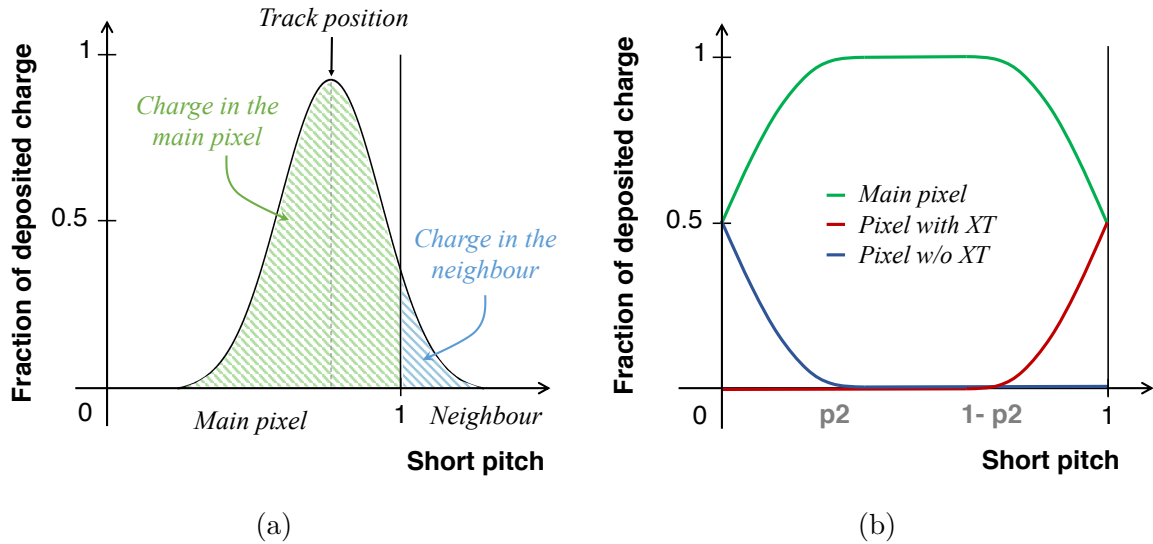 Track position
Fraction of deposited charge
1
0.5
0
Charge in the
main pixel
Charge in the
neighbour
Main pixel
1
Neighbour
Short pitch
(a)
Fraction of deposited charge
1
0.5
0
Main pixel
Pixel with XT
Pixel w/o XT
p2
1- p2
1
Short pitch
(b)